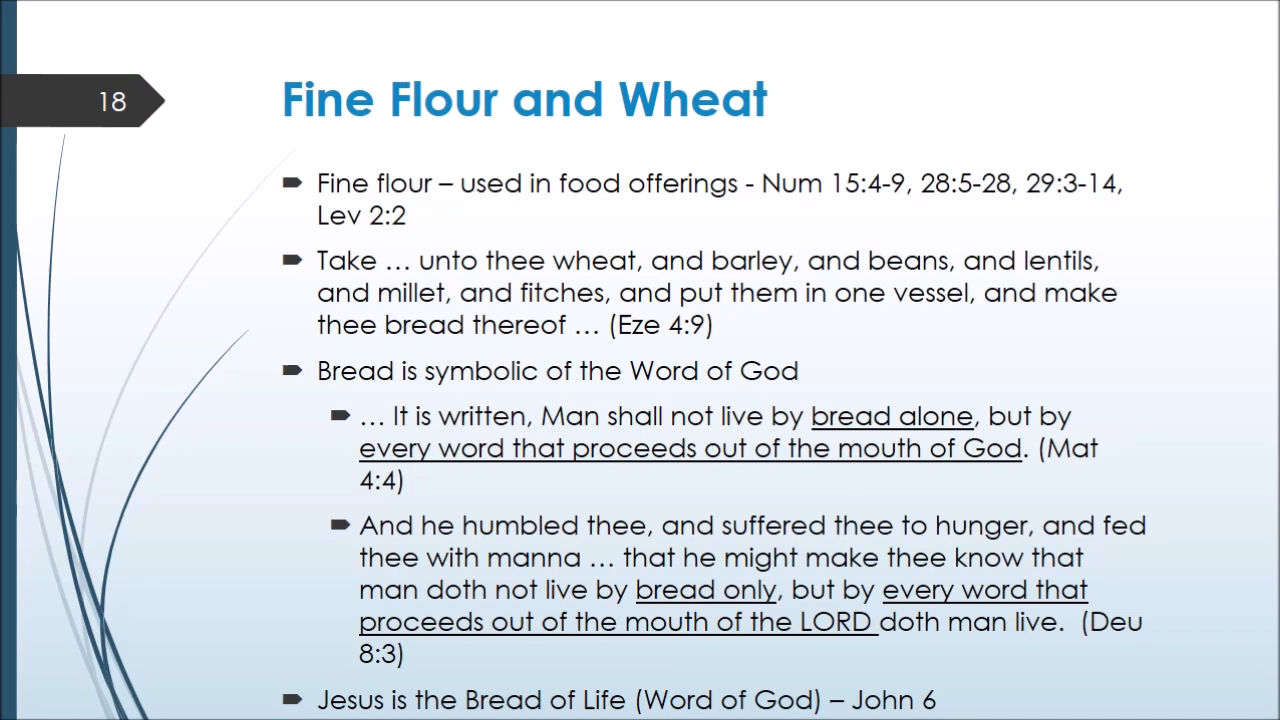 18
Fine Flour and Wheat
Fine flour – used in food offerings - Num 15:4-9, 28:5-28, 29:3-14,
Lev 2:2
Take … unto thee wheat, and barley, and beans, and lentils,
and millet, and fitches, and put them in one vessel, and make
thee bread thereof … (Eze 4:9)
Bread is symbolic of the Word of God
… It is written, Man shall not live by bread alone, but by
every word that proceeds out of the mouth of God. (Mat
4:4)
And he humbled thee, and suffered thee to hunger, and fed
thee with manna … that he might make thee know that
man doth not live by bread only, but by every word that
proceeds out of the mouth of the LORD doth man live. (Deu
8:3)
Jesus is the Bread of Life (Word of God) – John 6